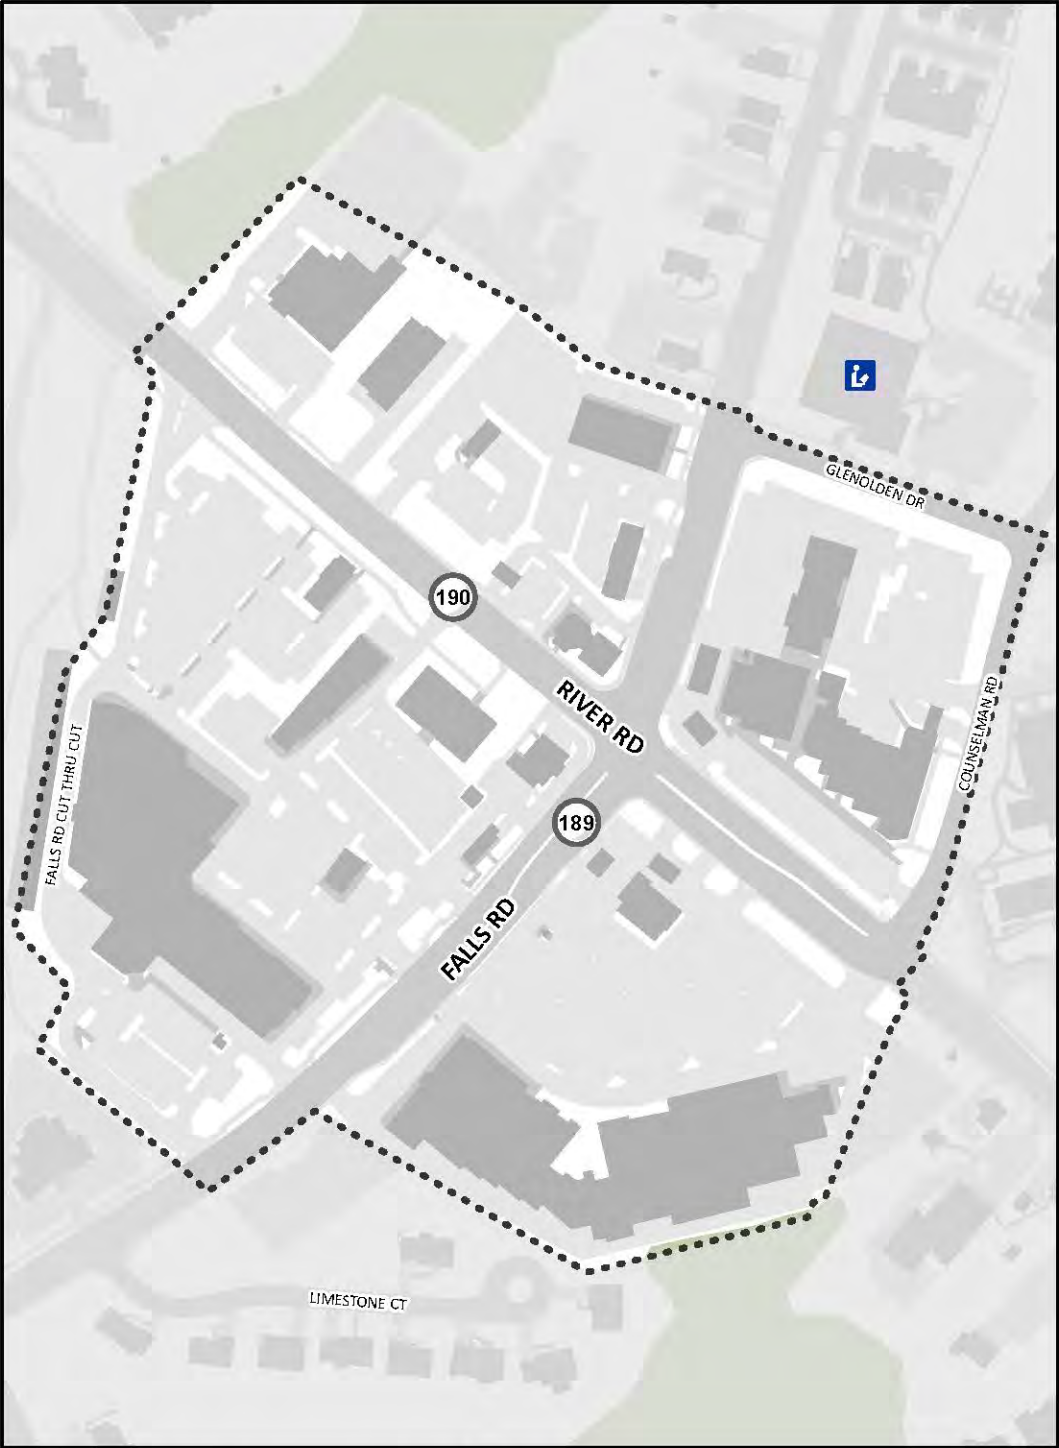 GLENOLDEN DR
190
COUNSELMAN RD
RIVER RD
FALLS RD CUT THRU CUT
189
FALLS RD
LIMESTONE CT